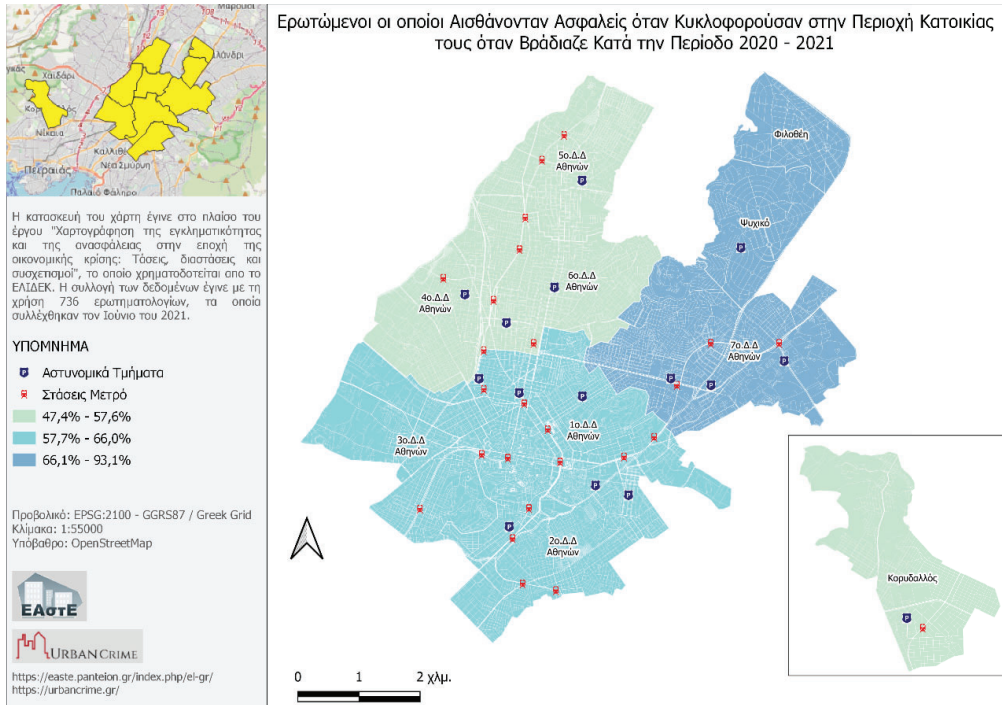 Ερωτώμενοι οι οποίοι Αισθάνονταν Ασφαλείς όταν Κυκλοφορούσαν στην Περιοχή Κατοικίας
τους όταν Βράδιαζε Κατά την Περίοδο 2020 - 2021
Χαϊδάρι
Νίκαια
Πειραιάς
Καλλιθέ
Νέα Σμύρνη
Παλαιό Φάληρο
Η κατασκευή του χάρτη έγινε στο πλαίσιο του
έργου "Χαρτογράφηση της εγκληματικότητας
και της ανασφάλειας στην εποχή της
οικονομικής κρίσης: Τάσεις, διαστάσεις και
συσχετισμοί", το οποίο χρηματοδοτείται απο το
ΕΛΙΔΕΚ. Η συλλογή των δεδομένων έγινε με τη
χρήση 736 ερωτηματολογίων, τα οποία
συλλέχθηκαν τον Ιούνιο του 2021.
ΥΠΟΜΝΗΜΑ
Αστυνομικά Τμήματα
Στάσεις Μετρό
47,4% - 57,6%
57,7% - 66,0%
66,1% - 93,1%
Προβολικό: EPSG:2100 - GGRS87 / Greek Grid
Κλίμακα: 1:55000
Υπόβαθρο: OpenStreetMap
ΕΑστΕ
URBAN CRIME
https://easte.panteion.gr/index.php/el-gr/
https://urbancrime.gr/
Φιλοθέη
5ο.Δ.Δ
Αθηνών
Ψυχικό
6ο.Δ.Δ
Αθηνών
4ο.Δ.Δ
Αθηνών
7ο.Δ.Δ
Αθηνών
1ο.Δ.Δ
Αθηνών
3ο.Δ.Δ
Αθηνών
2ο.Δ.Δ
Αθηνών
Κορυδαλλός
0 1 2 χλμ.